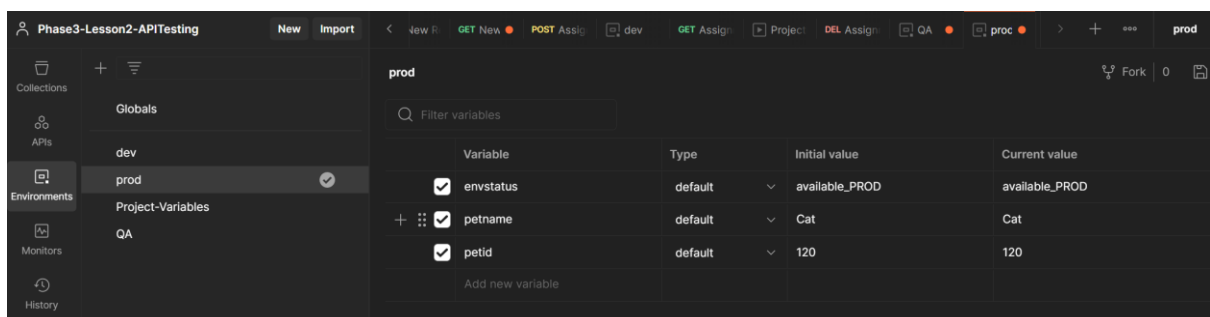 Phase3-Lesson2-APITesting New Import
New GET New POST Assig dev GET Assign Project DEL Assign QA prod prod
Collections
APIs
Environments
Monitors
History
Globals
dev
prod
Project-Variables
QA
prod Fork 0
Filter variables
Variable Type Initial value Current value
envstatus default available_PROD available_PROD
petname default Cat Cat
petid default 120 120
Add new variable